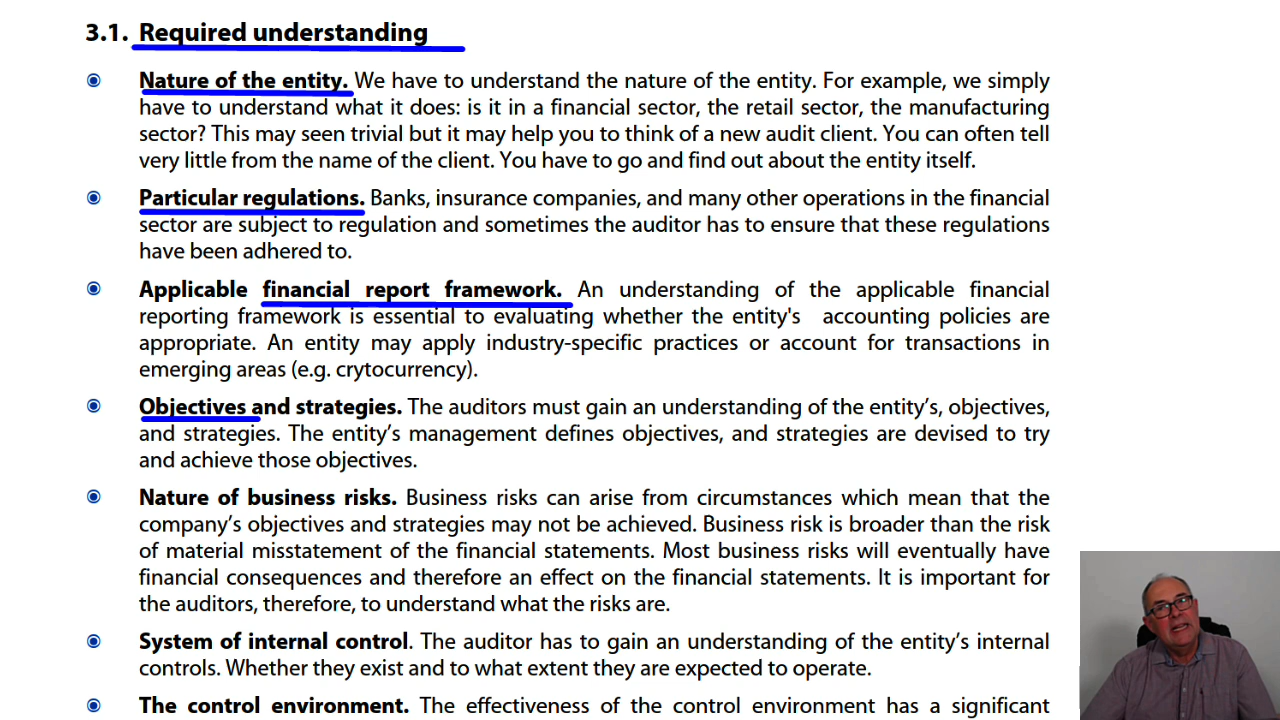 3.1. Required understanding
Nature of the entity. We have to understand the nature of the entity. For example, we simply
have to understand what it does: is it in a financial sector, the retail sector, the manufacturing
sector? This may seen trivial but it may help you to think of a new audit client. You can often tell
very little from the name of the client. You have to go and find out about the entity itself.
Particular regulations. Banks, insurance companies, and many other operations in the financial
sector are subject to regulation and sometimes the auditor has to ensure that these regulations
have been adhered to.
Applicable financial report framework. An understanding of the applicable financial
reporting framework is essential to evaluating whether the entity's accounting policies are
appropriate. An entity may apply industry-specific practices or account for transactions in
emerging areas (e.g. crytocurrency).
Objectives and strategies. The auditors must gain an understanding of the entity’s, objectives,
and strategies. The entity’s management defines objectives, and strategies are devised to try
and achieve those objectives.
Nature of business risks. Business risks can arise from circumstances which mean that the
company’s objectives and strategies may not be achieved. Business risk is broader than the risk
of material misstatement of the financial statements. Most business risks will eventually have
financial consequences and therefore an effect on the financial statements. It is important for
the auditors, therefore, to understand what the risks are.
System of internal control. The auditor has to gain an understanding of the entity’s internal
controls. Whether they exist and to what extent they are expected to operate.
The control environment. The effectiveness of the control environment has a significant